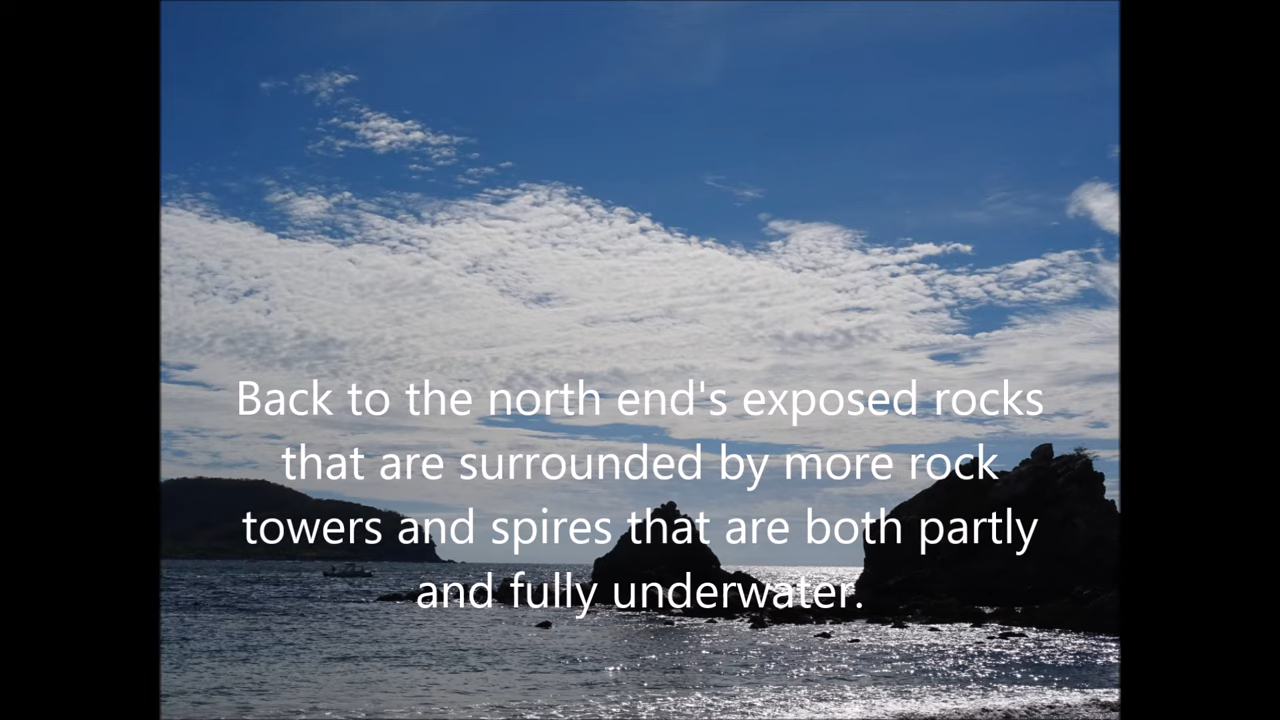 Back to the north end's exposed rocks
that are surrounded by more rock
towers and spires that are both partly
and fully underwater.